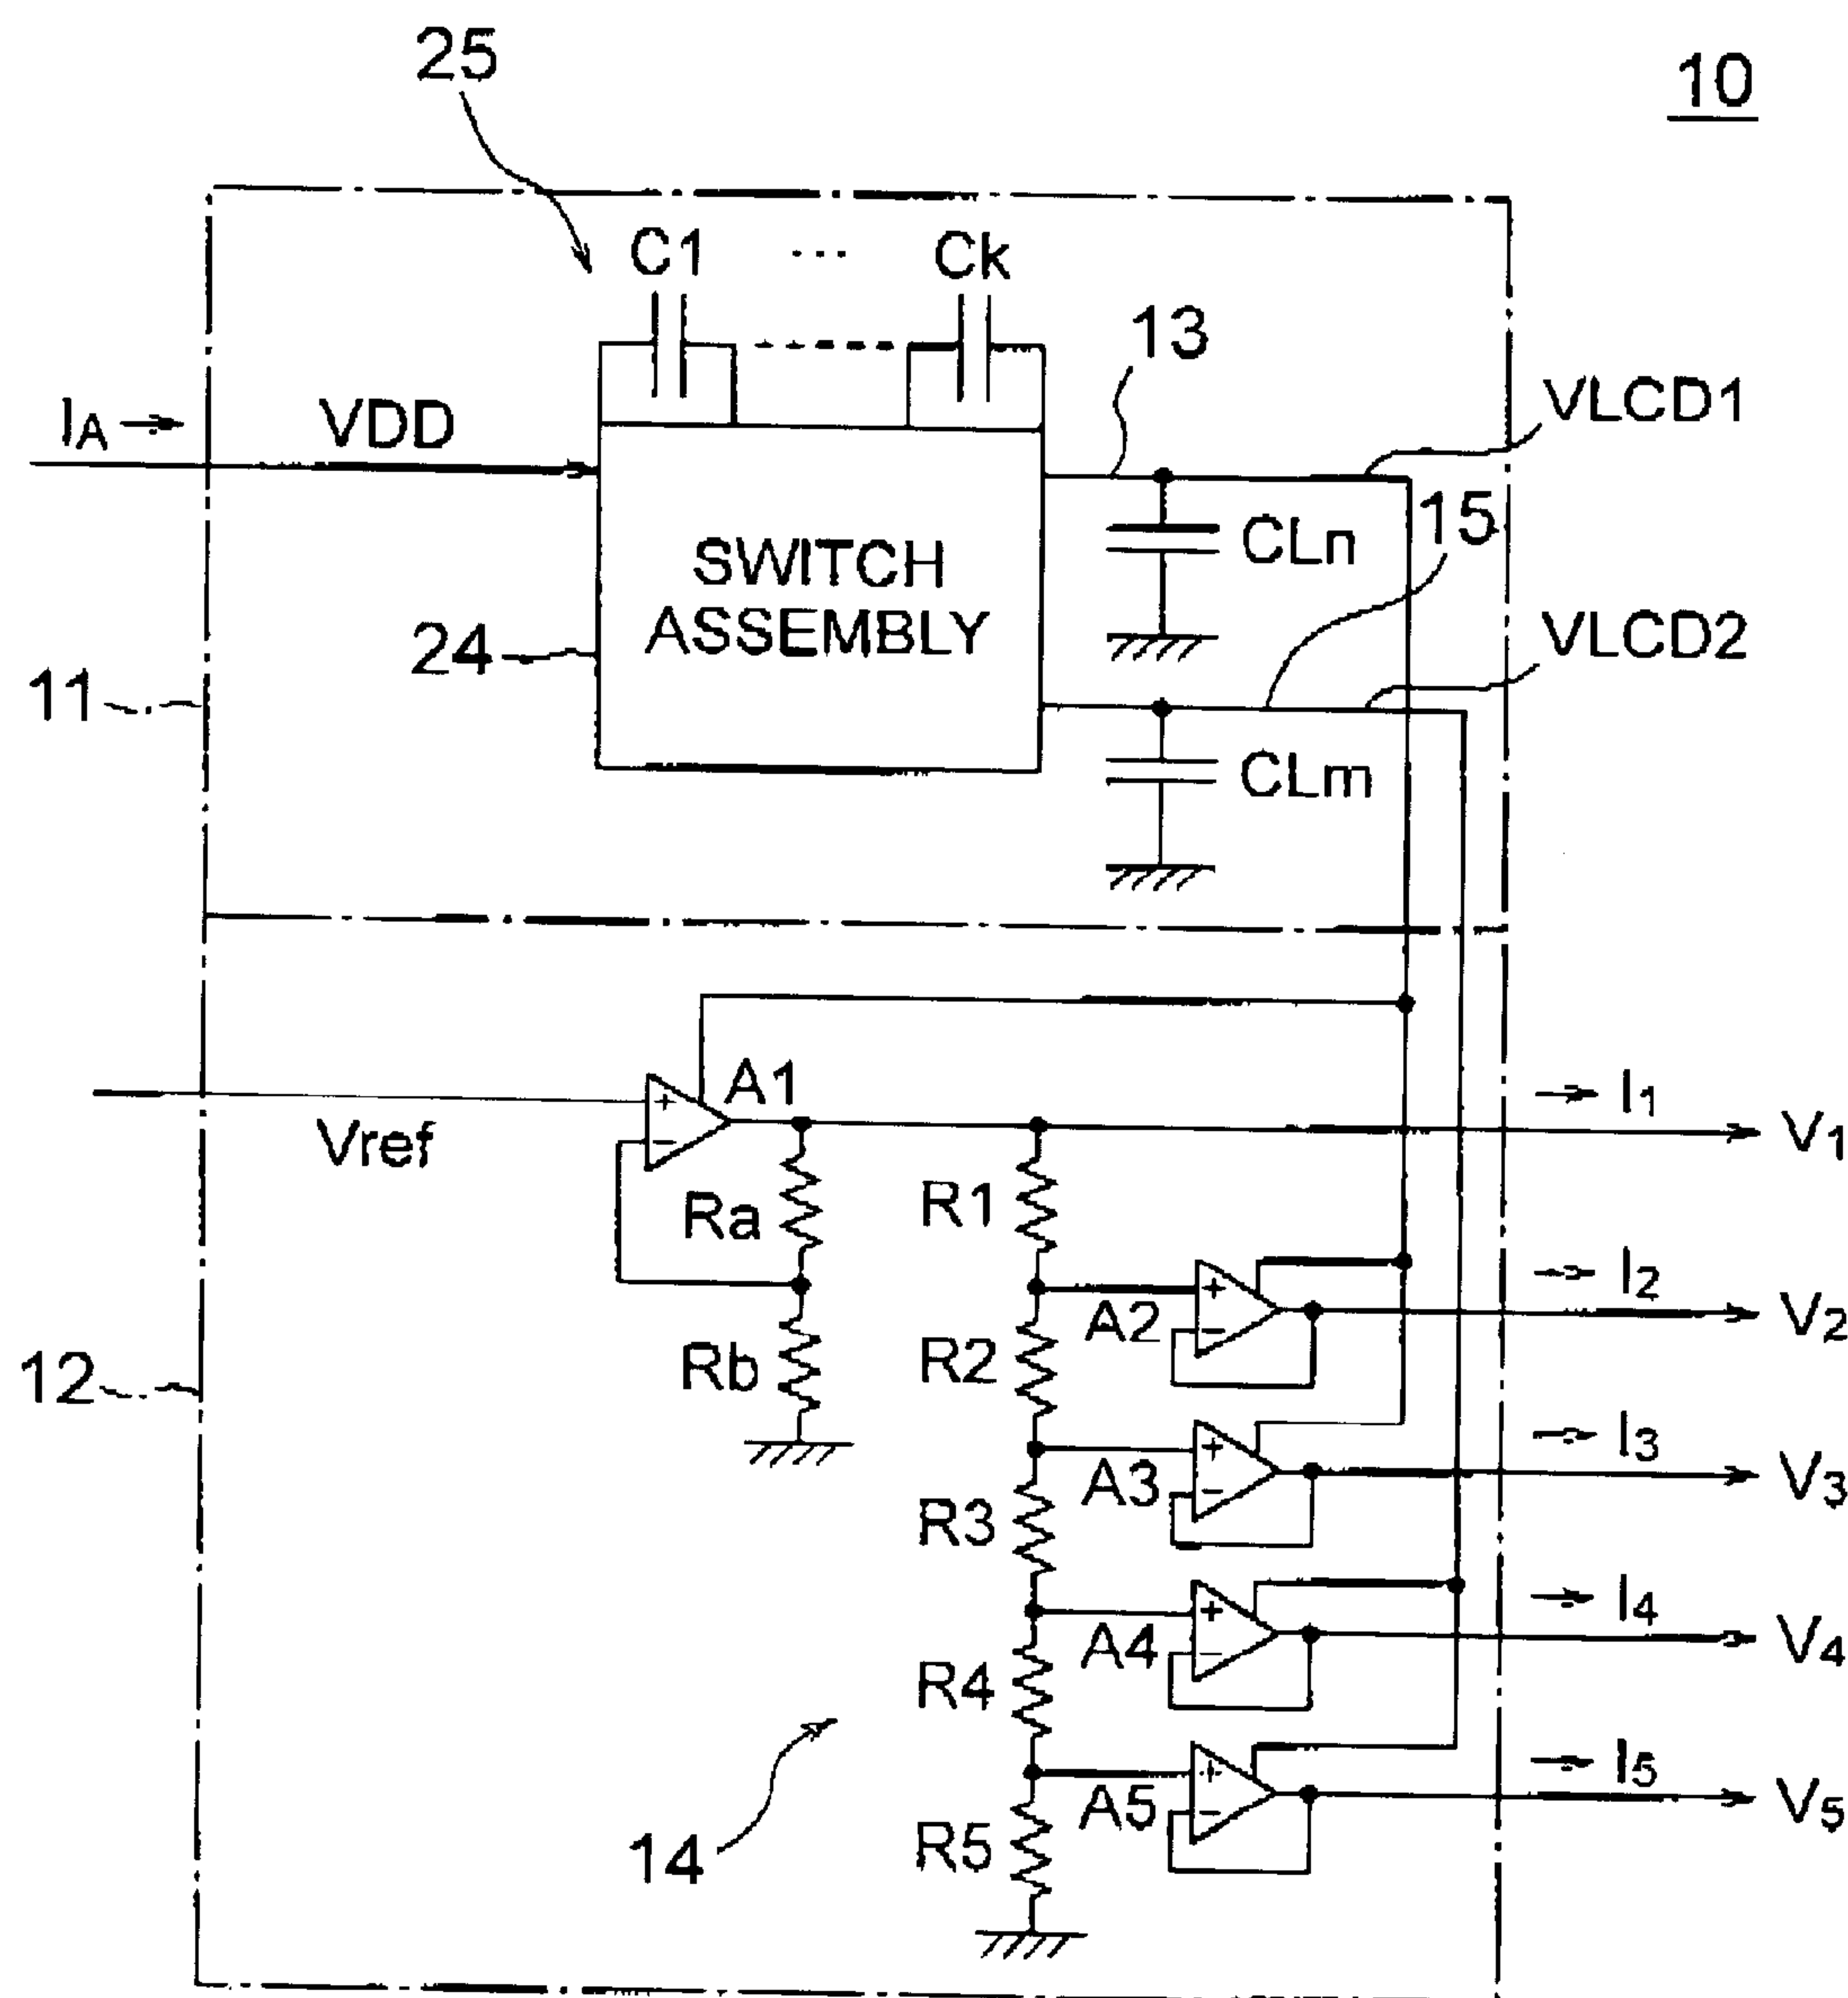 25
10
C1 ... Ck
13
IA
VDD
VLCD1
15
SWITCH
ASSEMBLY
CLn
24
VLCD2
11
CLm
A1
+
−
Vref
I1
V1
Ra
R1
I2
+
−
A2
V2
Rb
R2
12
I3
+
−
A3
V3
R3
I4
+
−
A4
V4
R4
I5
+
−
A5
V5
14
R5